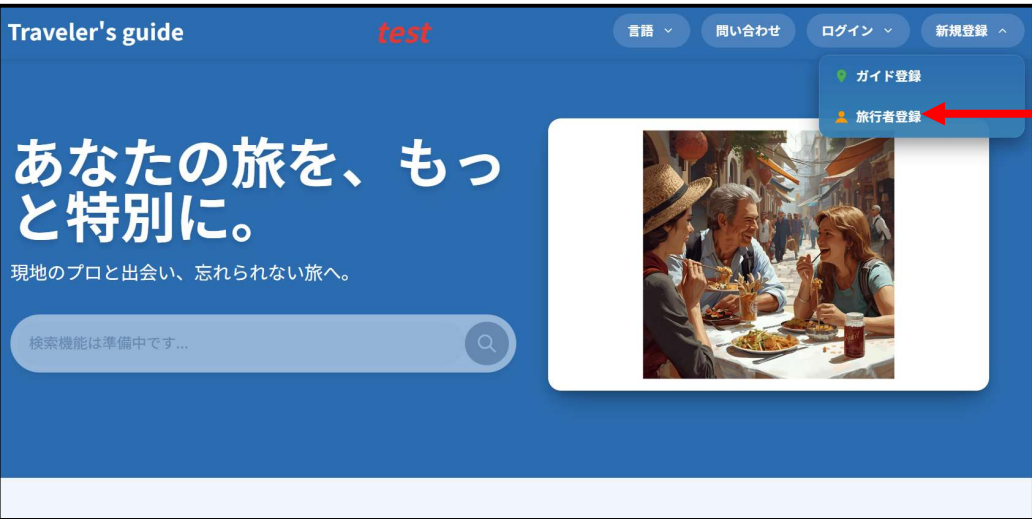 Traveler's guide
test
言語
問い合わせ
ログイン
新規登録
ガイド登録
旅行者登録
あなたの旅を、もっ
と特別に。
現地のプロと出会い、忘れられない旅へ。
検索機能は準備中です...